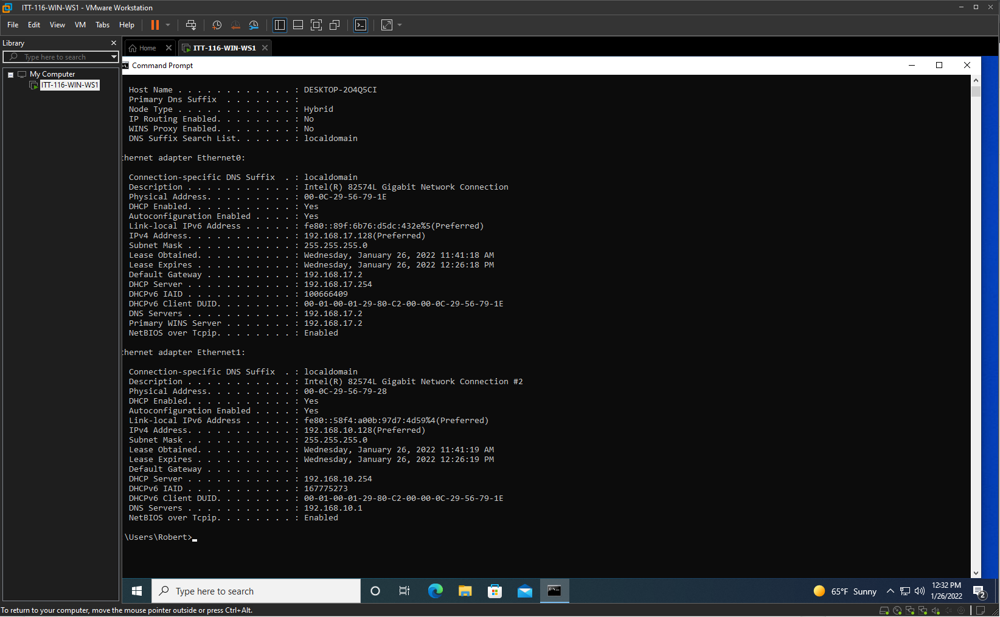 ITT-116-WIN-WS1 - VMware Workstation
File Edit View VM Tabs Help
Library
Home
ITT-116-WIN-WS1
Type here to search
Command Prompt
My Computer
ITT-116-WIN-WS1
Host Name . . . . . . . . . . . . : DESKTOP-2O4Q5CI
Primary Dns Suffix  . . . . . . . :
Node Type . . . . . . . . . . . . : Hybrid
IP Routing Enabled. . . . . . . . : No
WINS Proxy Enabled. . . . . . . . : No
DNS Suffix Search List. . . . . . : localdomain
hernet adapter Ethernet0:
Connection-specific DNS Suffix  . : localdomain
Description . . . . . . . . . . . : Intel(R) 82574L Gigabit Network Connection
Physical Address. . . . . . . . . : 00-0C-29-56-79-1E
DHCP Enabled. . . . . . . . . . . : Yes
Autoconfiguration Enabled . . . . : Yes
Link-local IPv6 Address . . . . . : fe80::89f:6b76:d5dc:432e%5(Preferred)
IPv4 Address. . . . . . . . . . . : 192.168.17.128(Preferred)
Subnet Mask . . . . . . . . . . . : 255.255.255.0
Lease Obtained. . . . . . . . . . : Wednesday, January 26, 2022 11:41:18 AM
Lease Expires . . . . . . . . . . : Wednesday, January 26, 2022 12:26:18 PM
Default Gateway . . . . . . . . . : 192.168.17.2
DHCP Server . . . . . . . . . . . : 192.168.17.254
DHCPv6 IAID . . . . . . . . . . . : 100666409
DHCPv6 Client DUID. . . . . . . . : 00-01-00-01-29-80-C2-00-00-0C-29-56-79-1E
DNS Servers . . . . . . . . . . . : 192.168.17.2
Primary WINS Server . . . . . . . : 192.168.17.2
NetBIOS over Tcpip. . . . . . . . : Enabled
hernet adapter Ethernet1:
Connection-specific DNS Suffix  . : localdomain
Description . . . . . . . . . . . : Intel(R) 82574L Gigabit Network Connection #2
Physical Address. . . . . . . . . : 00-0C-29-56-79-28
DHCP Enabled. . . . . . . . . . . : Yes
Autoconfiguration Enabled . . . . : Yes
Link-local IPv6 Address . . . . . : fe80::58f4:a00b:97d7:4d59%4(Preferred)
IPv4 Address. . . . . . . . . . . : 192.168.10.128(Preferred)
Subnet Mask . . . . . . . . . . . : 255.255.255.0
Lease Obtained. . . . . . . . . . : Wednesday, January 26, 2022 11:41:19 AM
Lease Expires . . . . . . . . . . : Wednesday, January 26, 2022 12:26:19 PM
Default Gateway . . . . . . . . . :
DHCP Server . . . . . . . . . . . : 192.168.10.254
DHCPv6 IAID . . . . . . . . . . . : 167775273
DHCPv6 Client DUID. . . . . . . . : 00-01-00-01-29-80-C2-00-00-0C-29-56-79-1E
DNS Servers . . . . . . . . . . . : 192.168.10.1
NetBIOS over Tcpip. . . . . . . . : Enabled
\Users\Robert>
Type here to search
65°F Sunny
12:32 PM
1/26/2022
2
To return to your computer, move the mouse pointer outside or press Ctrl+Alt.